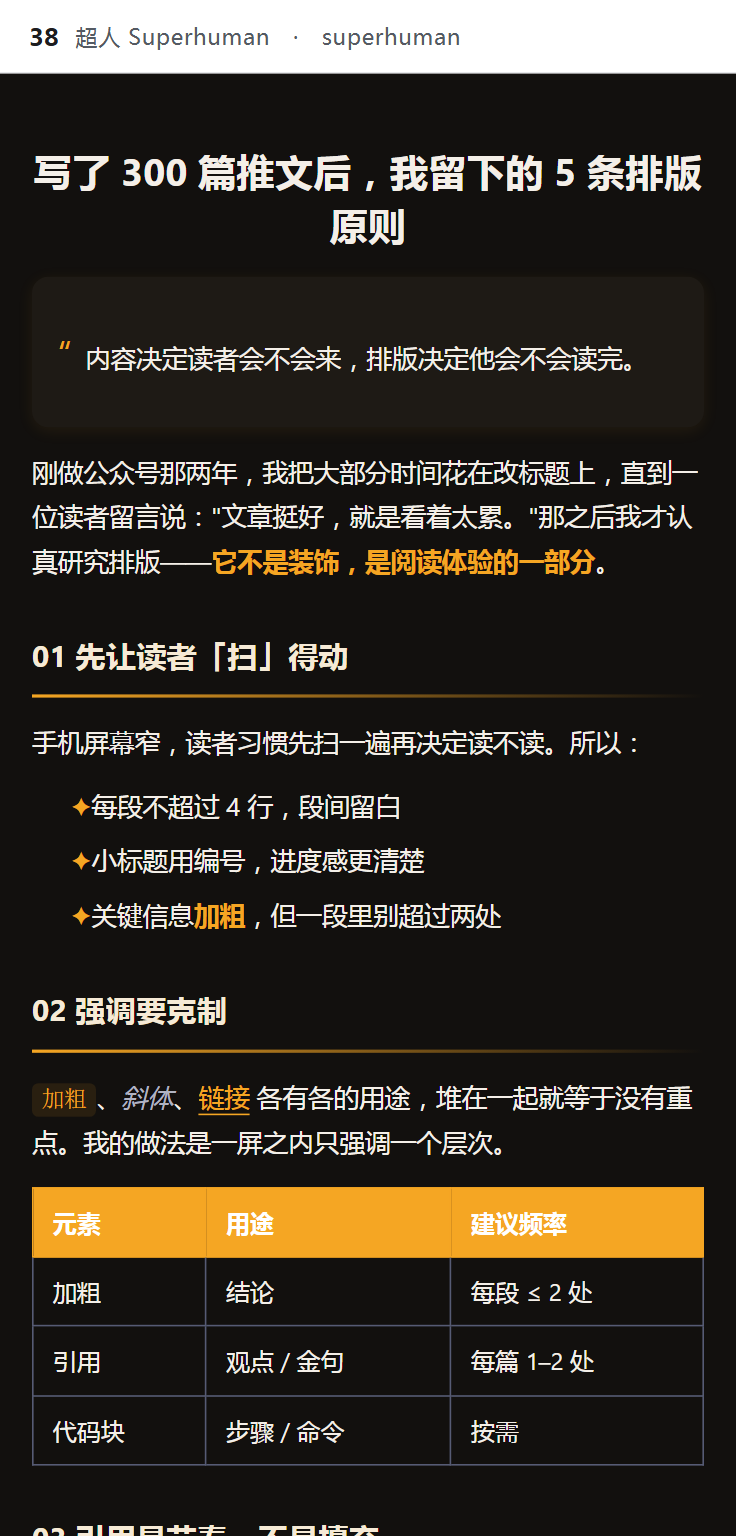 38 超人 Superhuman · superhuman
写了 300 篇推文后，我留下的 5 条排版
原则
“ 内容决定读者会不会来，排版决定他会不会读完。
刚做公众号那两年，我把大部分时间花在改标题上，直到一
位读者留言说："文章挺好，就是看着太累。"那之后我才认
真研究排版——它不是装饰，是阅读体验的一部分。
01 先让读者「扫」得动
手机屏幕窄，读者习惯先扫一遍再决定读不读。所以：
✦每段不超过 4 行，段间留白
✦小标题用编号，进度感更清楚
✦关键信息加粗，但一段里别超过两处
02 强调要克制
加粗、斜体、链接 各有各的用途，堆在一起就等于没有重
点。我的做法是一屏之内只强调一个层次。
元素 用途 建议频率
加粗 结论 每段 ≤ 2 处
引用 观点 / 金句 每篇 1–2 处
代码块 步骤 / 命令 按需
03 引用是节奏，不是填充